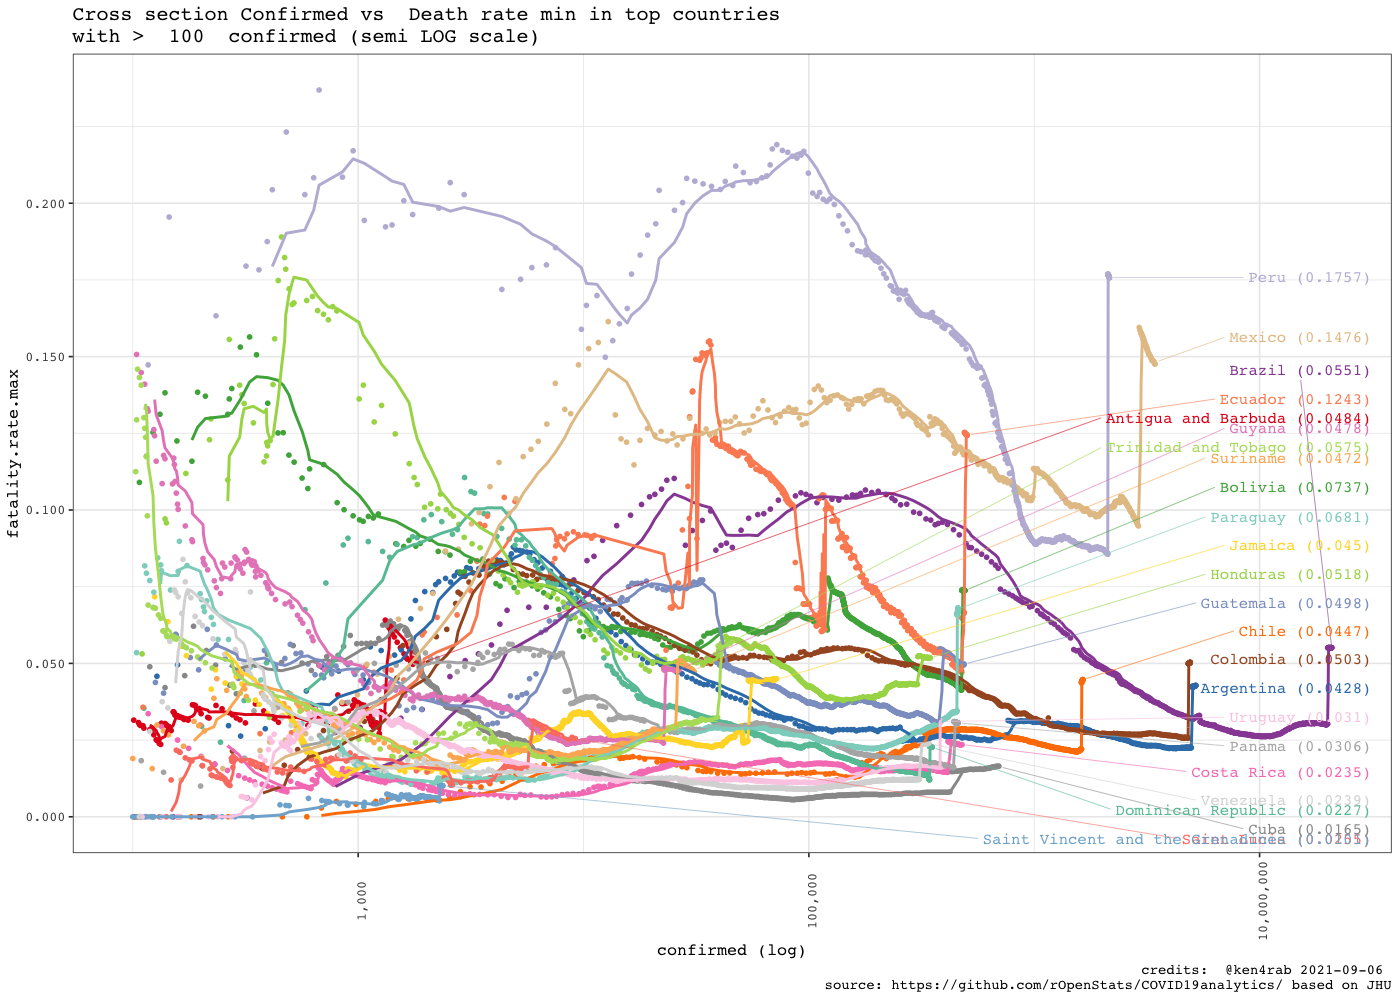 Cross section Confirmed vs  Death rate min in top countries
with >  100  confirmed (semi LOG scale)
fatality.rate.max
0.200
0.150
0.100
0.050
0.000
Peru (0.1757)
Mexico (0.1476)
Brazil (0.0551)
Ecuador (0.1243)
Antigua and Barbuda (0.0484)
Guyana (0.0478)
Trinidad and Tobago (0.0575)
Suriname (0.0472)
Bolivia (0.0737)
Paraguay (0.0681)
Jamaica (0.045)
Honduras (0.0518)
Guatemala (0.0498)
Chile (0.0447)
Colombia (0.0503)
Argentina (0.0428)
Uruguay (0.031)
Panama (0.0306)
Costa Rica (0.0235)
Venezuela (0.0239)
Dominican Republic (0.0227)
Cuba (0.0165)
Saint Vincent and the Grenadines
1,000
100,000
10,000,000
confirmed (log)
credits:  @ken4rab 2021-09-06
source: https://github.com/rOpenStats/COVID19analytics/ based on JHU